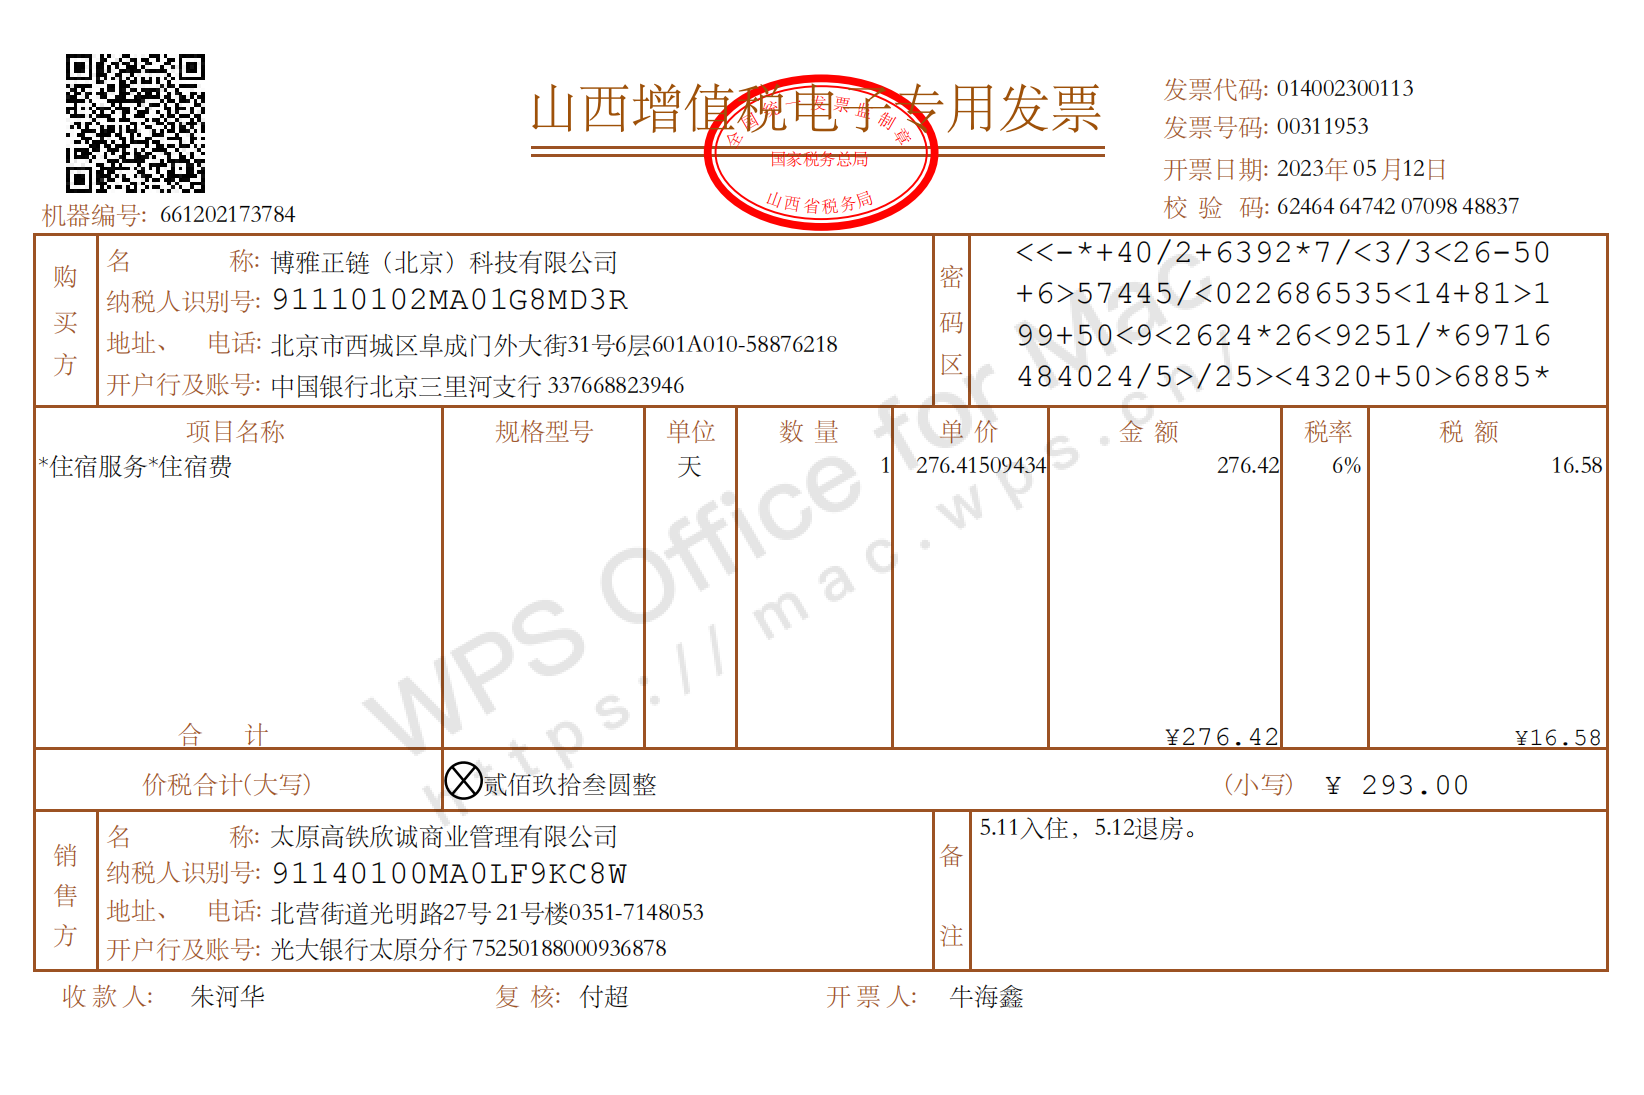 山西增值税电子专用发票
全国统一发票监制章
国家税务总局
山西省税务局
发票代码: 014002300113
发票号码: 00311953
开票日期: 2023年 05 月12日
校 验 码: 62464 64742 07098 48837
机器编号: 661202173784
购买方
名 称: 博雅正链（北京）科技有限公司
纳税人识别号: 91110102MA01G8MD3R
地址、 电话: 北京市西城区阜成门外大街31号6层601A010-58876218
开户行及账号: 中国银行北京三里河支行 337668823946
密码区
<<-*+40/2+6392*7/<3/3<26-50
+6>57445/<022686535<14+81>1
99+50<9<2624*26<9251/*69716
484024/5>/25><4320+50>6885*
项目名称 规格型号 单位 数 量 单 价 金 额 税率 税 额
*住宿服务*住宿费 天 1 276.41509434 276.42 6% 16.58
合 计 ¥276.42 ¥16.58
价税合计(大写) 贰佰玖拾叁圆整 (小写) ¥ 293.00
销售方
名 称: 太原高铁欣诚商业管理有限公司
纳税人识别号: 91140100MA0LF9KC8W
地址、 电话: 北营街道光明路27号 21号楼0351-7148053
开户行及账号: 光大银行太原分行 75250188000936878
备注
5.11入住，5.12退房。
收 款 人: 朱河华 复 核: 付超 开 票 人: 牛海鑫
WPS Office for Mac
https://mac.wps.cn/